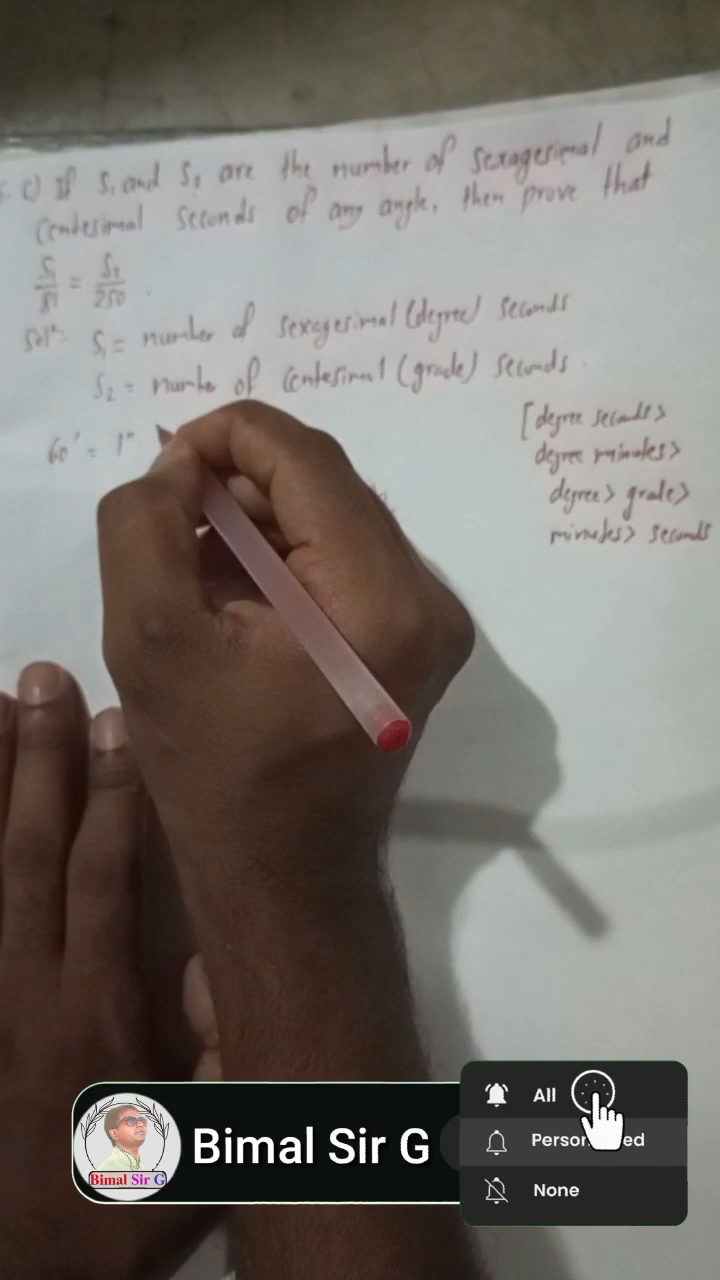 5. c) If S₁ and S₂ are the number of sexagesimal and
Centesimal seconds of any angle, then prove that
S₁/81 = S₂/250 .
Solⁿ: S₁ = number of sexagesimal (degree) seconds
S₂ = number of Centesimal (grade) seconds.
[degree seconds>
degree minutes>
degree> grade>
minutes> seconds
60' = 1"
Bimal Sir G
Bimal Sir G
All
None